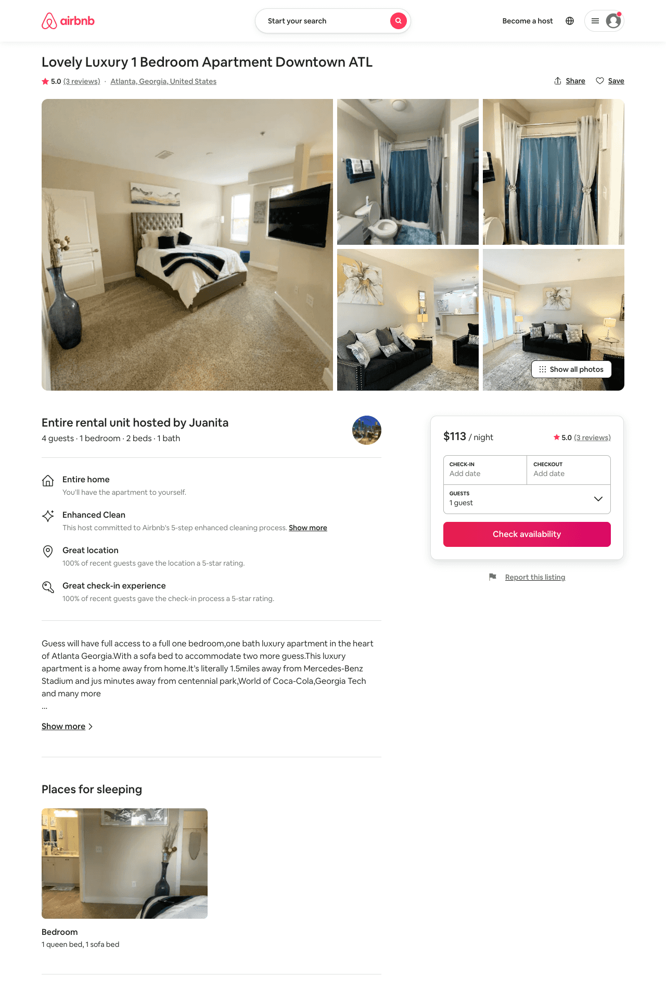 airbnb
Start your search
Become a host
Lovely Luxury 1 Bedroom Apartment Downtown ATL
5.0 (3 reviews) · Atlanta, Georgia, United States
Share
Save
Show all photos
Entire rental unit hosted by Juanita
4 guests · 1 bedroom · 2 beds · 1 bath
Entire home
You'll have the apartment to yourself.
Enhanced Clean
This host committed to Airbnb's 5-step enhanced cleaning process. Show more
Great location
100% of recent guests gave the location a 5-star rating.
Great check-in experience
100% of recent guests gave the check-in process a 5-star rating.
$113 / night
5.0 (3 reviews)
CHECK-IN
Add date
CHECKOUT
Add date
GUESTS
1 guest
Check availability
Report this listing
Guess will have full access to a full one bedroom,one bath luxury apartment in the heart
of Atlanta Georgia.With a sofa bed to accommodate two more guess.This luxury
apartment is a home away from home.It’s literally 1.5miles away from Mercedes-Benz
Stadium and jus minutes away from centennial park,World of Coca-Cola,Georgia Tech
and many more
...
Show more
Places for sleeping
Bedroom
1 queen bed, 1 sofa bed